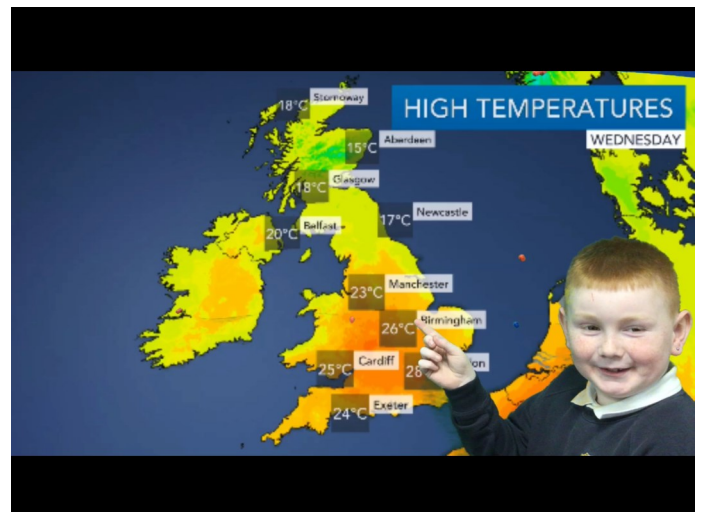 HIGH TEMPERATURES
WEDNESDAY
18°C Stornoway
15°C Aberdeen
18°C Glasgow
17°C Newcastle
20°C Belfast
23°C Manchester
26°C Birmingham
25°C Cardiff
28
24°C Exeter